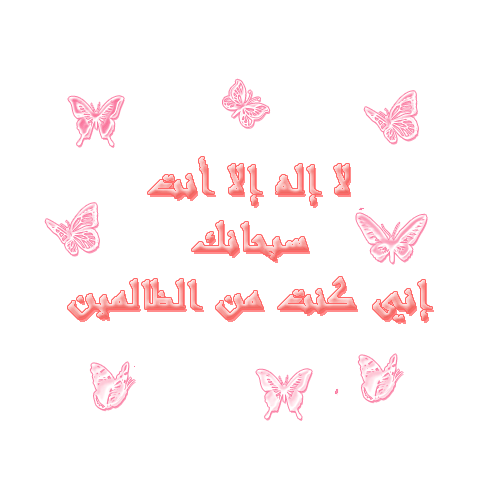 لا إله إلا أنت
سبحانك
إني كنت من الظالمين